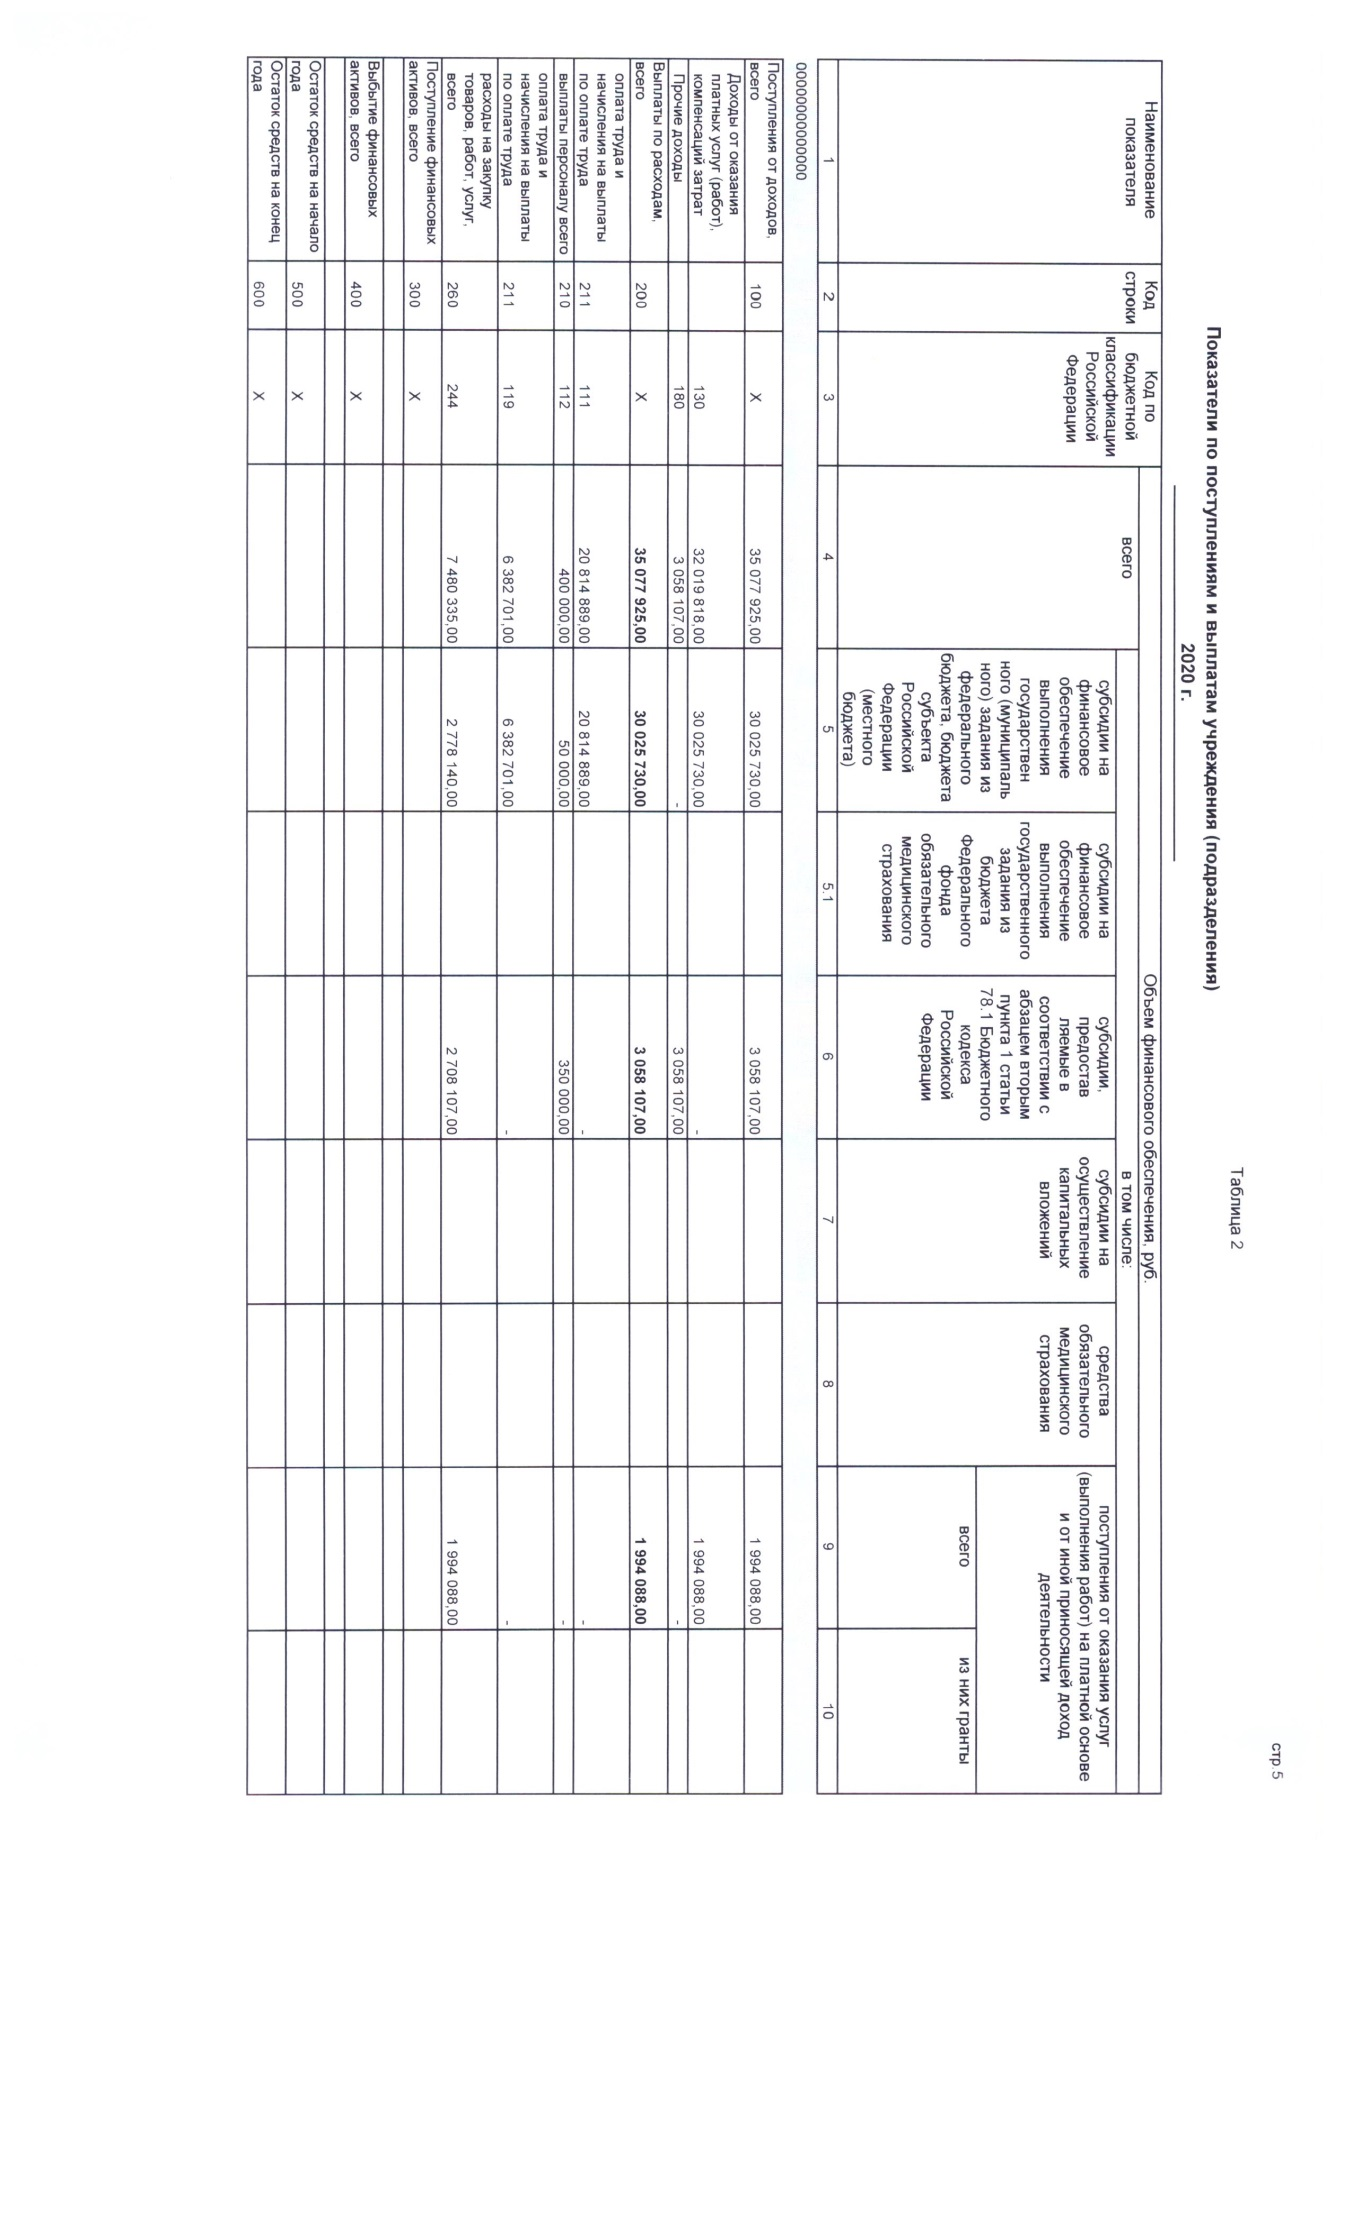 стр.5
Таблица 2
Показатели по поступлениям и выплатам учреждения (подразделения)
2020 г.
Наименование
показателя
Код
строки
Код по
бюджетной
классификации
Российской
Федерации
Объем финансового обеспечения, руб.
всего
в том числе:
субсидии на
финансовое
обеспечение
выполнения
государствен
ного (муниципаль
ного) задания из
федерального
бюджета, бюджета
субъекта
Российской
Федерации
(местного
бюджета)
субсидии на
финансовое
обеспечение
выполнения
государственного
задания из
бюджета
Федерального
фонда
обязательного
медицинского
страхования
субсидии,
предостав
ляемые в
соответствии с
абзацем вторым
пункта 1 статьи
78.1 Бюджетного
кодекса
Российской
Федерации
субсидии на
осуществление
капитальных
вложений
средства
обязательного
медицинского
страхования
поступления от оказания услуг
(выполнения работ) на платной основе
и от иной приносящей доход
деятельности
всего
из них гранты
1 2 3 4 5 5.1 6 7 8 9 10
00000000000000
Поступления от доходов,
всего 100 X 35 077 925,00 30 025 730,00 3 058 107,00 1 994 088,00
Доходы от оказания
платных услуг (работ),
компенсаций затрат 130 32 019 818,00 30 025 730,00 - 1 994 088,00
Прочие доходы 180 3 058 107,00 - 3 058 107,00 -
Выплаты по расходам,
всего 200 X 35 077 925,00 30 025 730,00 3 058 107,00 1 994 088,00
оплата труда и
начисления на выплаты
по оплате труда 211 111 20 814 889,00 20 814 889,00 - -
выплаты персоналу всего 210 112 400 000,00 50 000,00 350 000,00 -
оплата труда и
начисления на выплаты
по оплате труда 211 119 6 382 701,00 6 382 701,00 - -
расходы на закупку
товаров, работ, услуг,
всего 260 244 7 480 335,00 2 778 140,00 2 708 107,00 1 994 088,00
Поступление финансовых
активов, всего 300 X
Выбытие финансовых
активов, всего 400 X
Остаток средств на начало
года 500 X
Остаток средств на конец
года 600 X